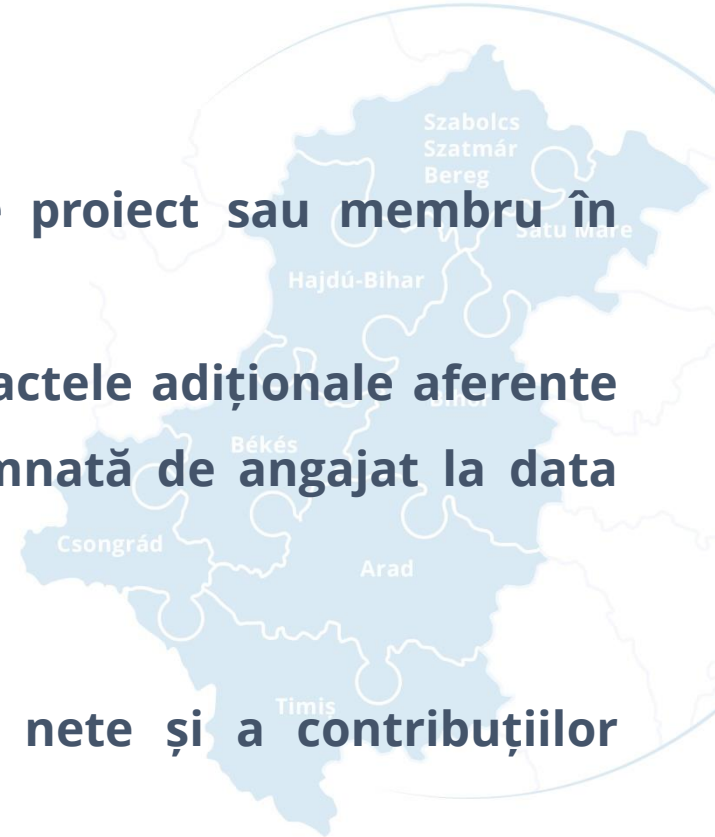 Szabolcs
Szatmár
Bereg
proiect sau membru în
Satu Mare
Hajdú-Bihar
actele adiționale aferente
Bihor
Békés
mnată de angajat la data
Csongrád
Arad
Timiș
nete și a contribuțiilor